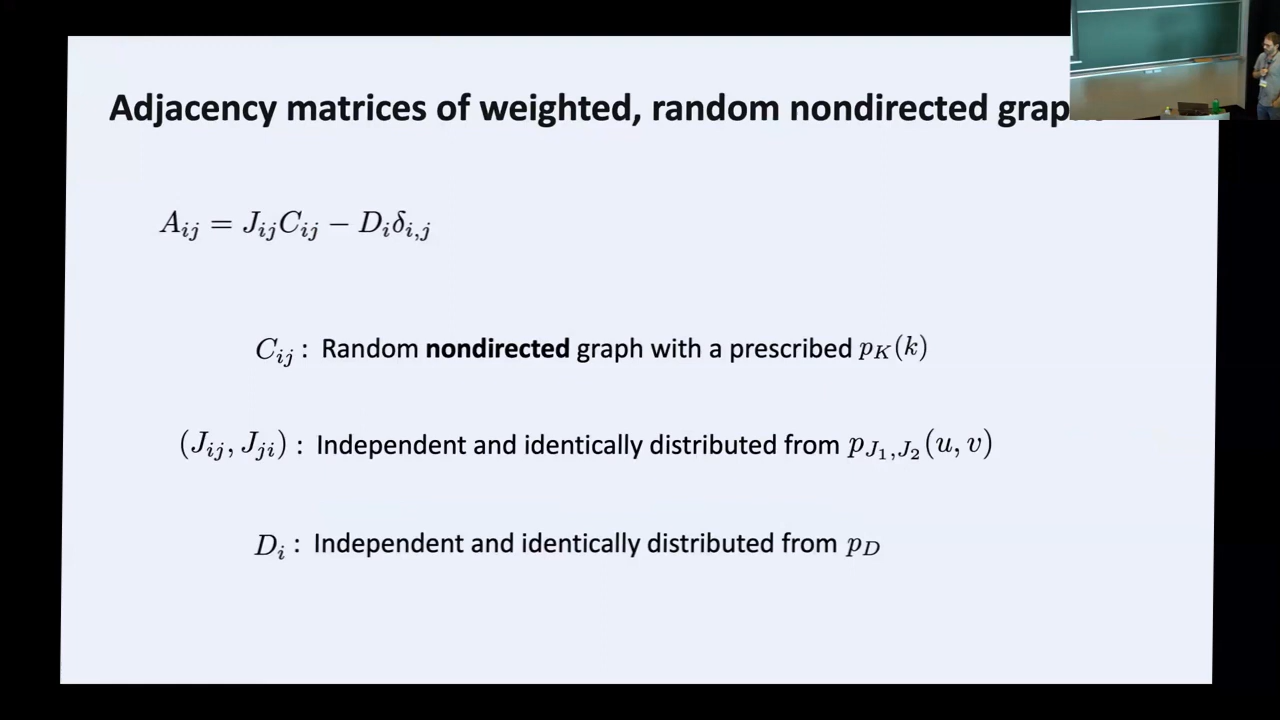 Adjacency matrices of weighted, random nondirected
A_{ij} = J_{ij}C_{ij} − D_iδ_{i,j}
C_{ij} : Random nondirected graph with a prescribed p_K(k)
(J_{ij}, J_{ji}) : Independent and identically distributed from p_{J_1,J_2}(u, v)
D_i : Independent and identically distributed from p_D